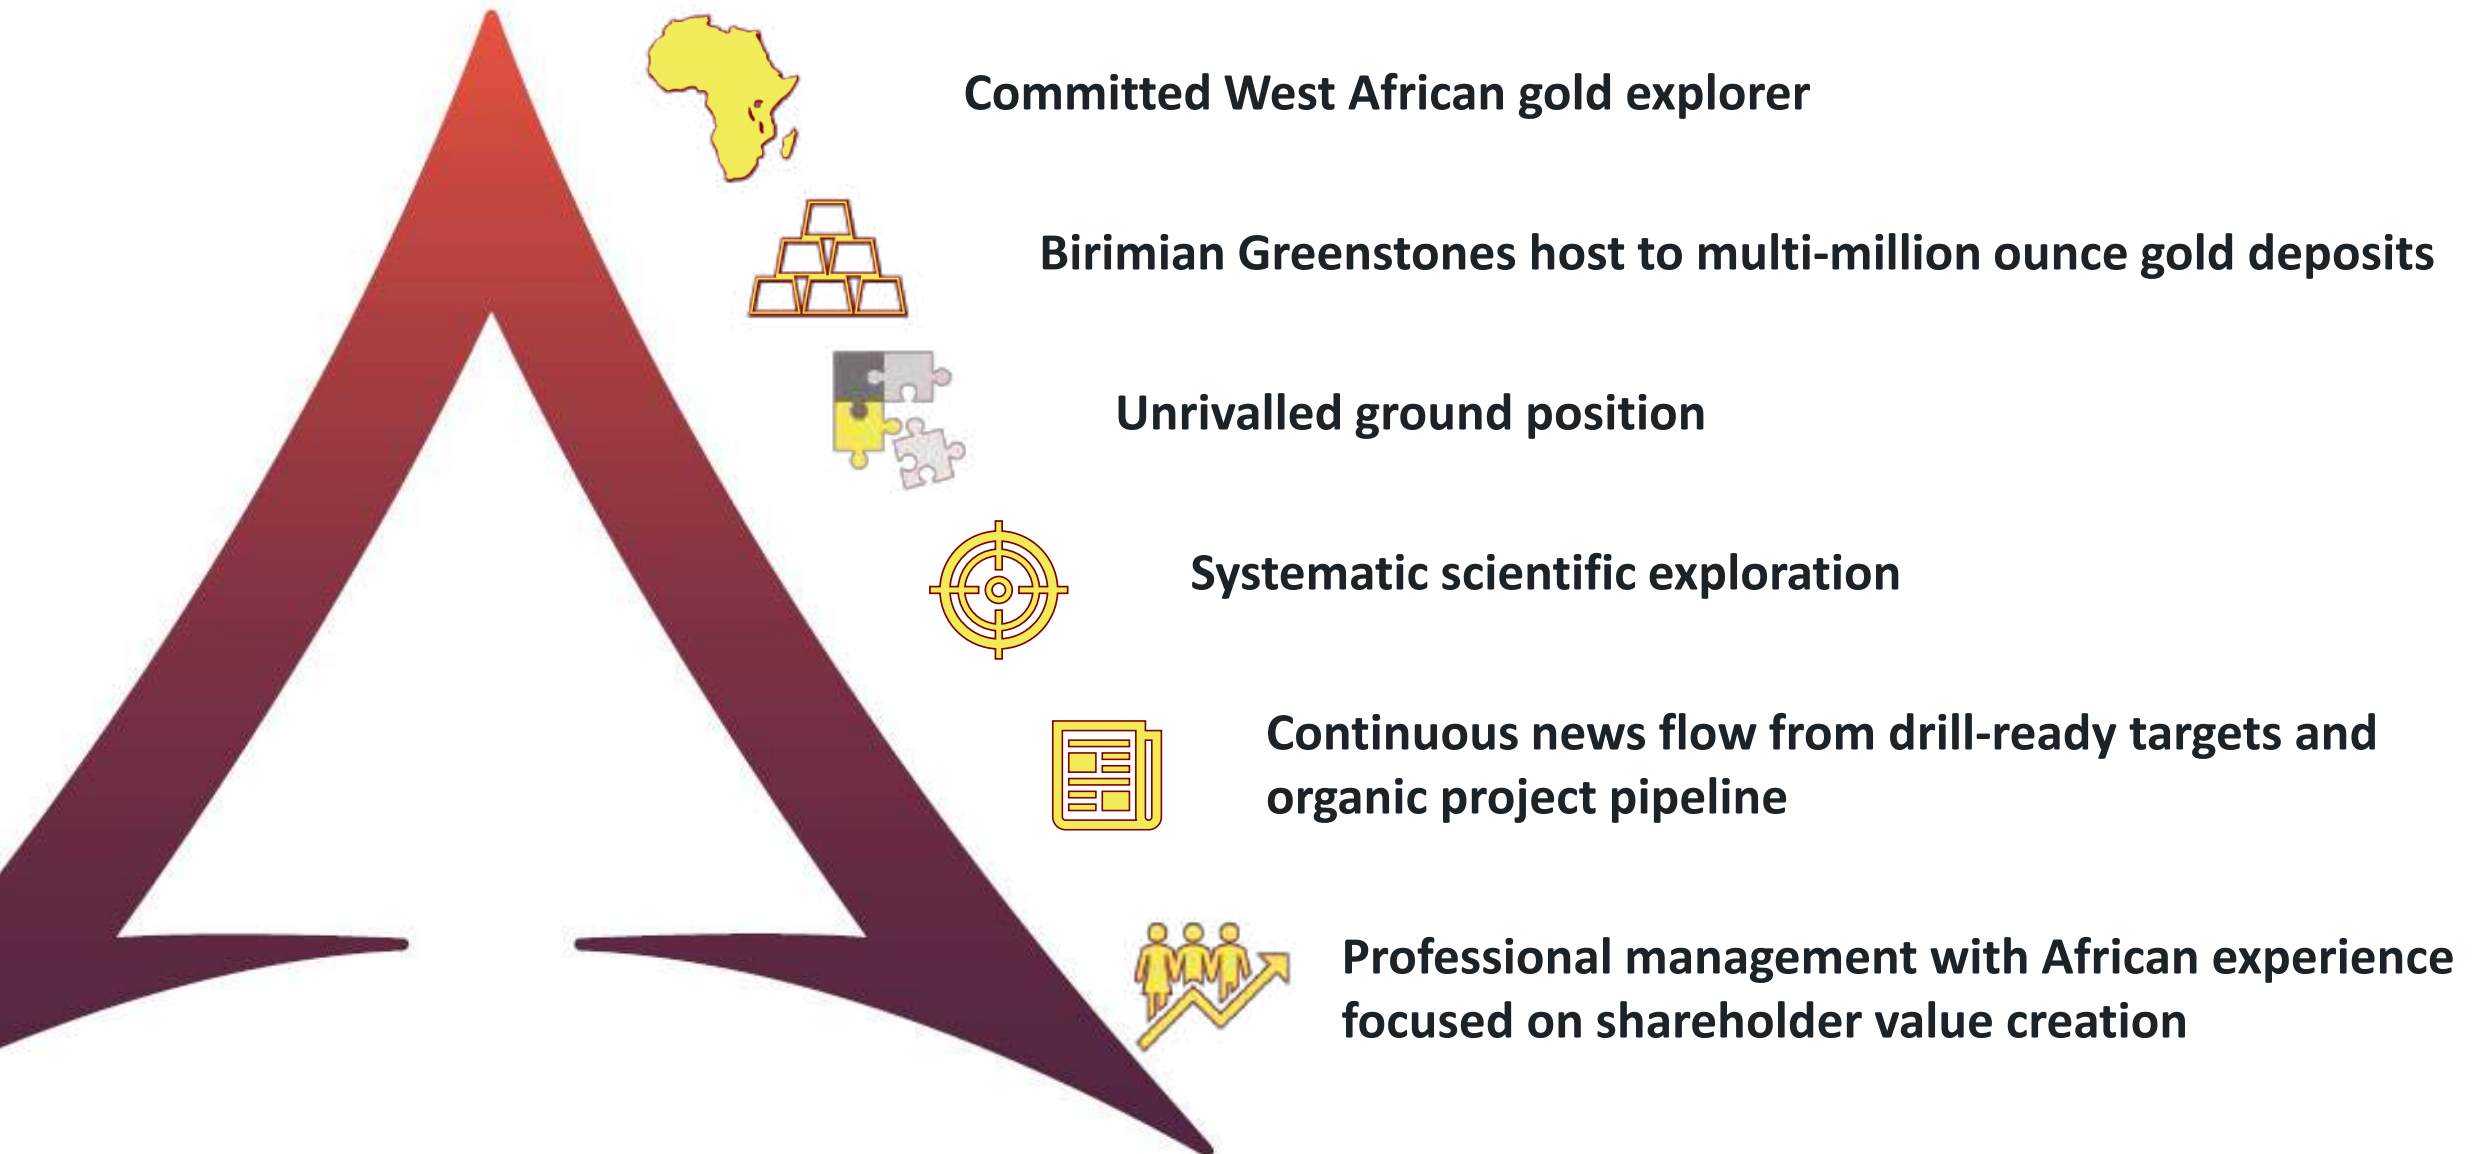 Committed West African gold explorer
Birimian Greenstones host to multi-million ounce gold deposits
Unrivalled ground position
Systematic scientific exploration
Continuous news flow from drill-ready targets and
organic project pipeline
Professional management with African experience
focused on shareholder value creation